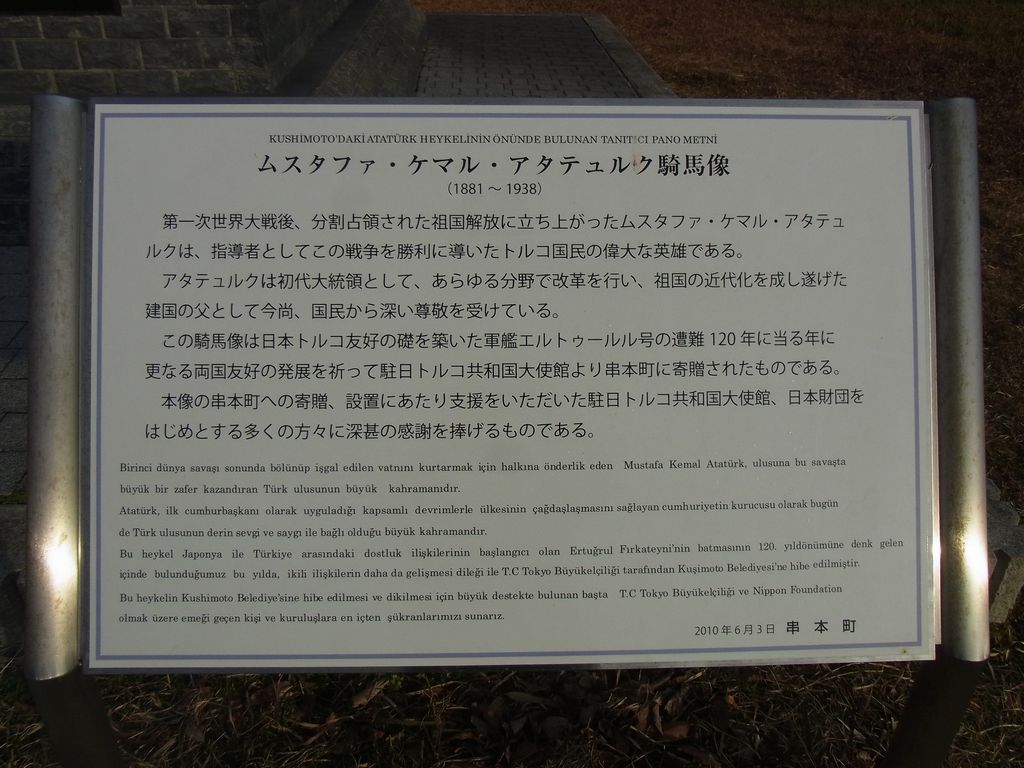 KUSHİMOTO'DAKİ ATATÜRK HEYKELİNİN ÖNÜNDE BULUNAN TANITICI PANO METNİ
ムスタファ・ケマル・アタテュルク騎馬像
（1881 ～ 1938）
第一次世界大戦後、分割占領された祖国解放に立ち上がったムスタファ・ケマル・アタテュ
ルクは、指導者としてこの戦争を勝利に導いたトルコ国民の偉大な英雄である。
アタテュルクは初代大統領として、あらゆる分野で改革を行い、祖国の近代化を成し遂げた
建国の父として今尚、国民から深い尊敬を受けている。
この騎馬像は日本トルコ友好の礎を築いた軍艦エルトゥールル号の遭難 120 年に当る年に
更なる両国友好の発展を祈って駐日トルコ共和国大使館より串本町に寄贈されたものである。
本像の串本町への寄贈、設置にあたり支援をいただいた駐日トルコ共和国大使館、日本財団を
はじめとする多くの方々に深甚の感謝を捧げるものである。
Birinci dünya savaşı sonunda bölünüp işgal edilen vatnını kurtarmak için halkına önderlik eden Mustafa Kemal Atatürk, ulusuna bu savaşta
büyük bir zafer kazandıran Türk ulusunun büyük kahramanıdır.
Atatürk, ilk cumhurbaşkanı olarak uyguladığı kapsamlı devrimlerle ülkesinin çağdaşlaşmasını sağlayan cumhuriyetin kurucusu olarak bugün
de Türk ulusunun derin sevgi ve saygı ile bağlı olduğu büyük kahramandır.
Bu heykel Japonya ile Türkiye arasındaki dostluk ilişkilerinin başlangıcı olan Ertuğrul Fırkateyni'nin batmasının 120. yıldönümüne denk gelen
içinde bulunduğumuz bu yılda, ikili ilişkilerin daha da gelişmesi dileği ile T.C Tokyo Büyükelçiliği tarafından Kuşimoto Belediyesi'ne hibe edilmiştir.
Bu heykelin Kushimoto Belediye'sine hibe edilmesi ve dikilmesi için büyük destekte bulunan başta T.C Tokyo Büyükelçiliği ve Nippon Foundation
olmak üzere emeği geçen kişi ve kuruluşlara en içten şükranlarımızı sunarız.
2010 年 6 月 3 日 串 本 町